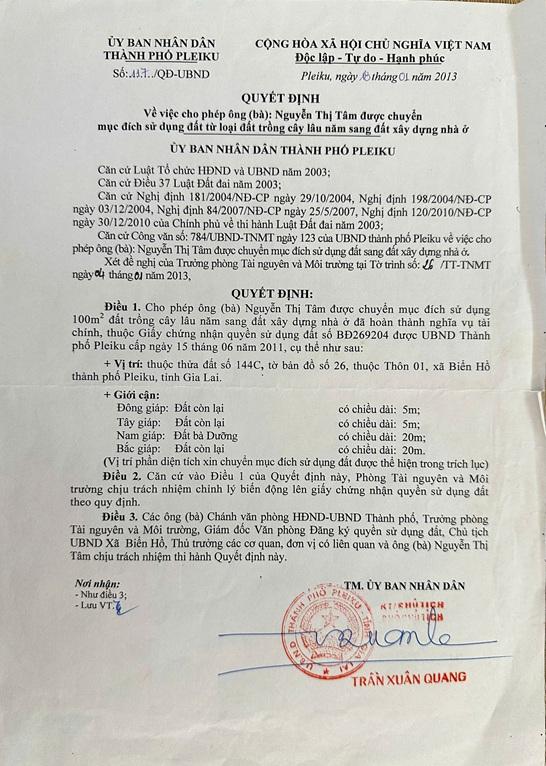 ỦY BAN NHÂN DÂN
THÀNH PHỐ PLEIKU
Số:.137../QĐ-UBND
CỘNG HÒA XÃ HỘI CHỦ NGHĨA VIỆT NAM
Độc lập - Tự do - Hạnh phúc
Pleiku, ngày tháng 01 năm 2013
QUYẾT ĐỊNH
Về việc cho phép ông (bà): Nguyễn Thị Tâm được chuyển
mục đích sử dụng đất từ loại đất trồng cây lâu năm sang đất xây dựng nhà ở
ỦY BAN NHÂN DÂN THÀNH PHỐ PLEIKU
Căn cứ Luật Tổ chức HĐND và UBND năm 2003;
Căn cứ Điều 37 Luật Đất đai năm 2003;
Căn cứ Nghị định 181/2004/NĐ-CP ngày 29/10/2004, Nghị định 198/2004/NĐ-CP
ngày 03/12/2004, Nghị định 84/2007/NĐ-CP ngày 25/5/2007, Nghị định 120/2010/NĐ-CP
ngày 30/12/2010 của Chính phủ về thi hành Luật Đất đai năm 2003;
Căn cứ Công văn số: 784/UBND-TNMT ngày 123 của UBND thành phố Pleiku về việc cho
phép ông (bà): Nguyễn Thị Tâm được chuyển mục đích sử dụng đất sang đất xây dựng nhà ở.
Xét đề nghị của Trưởng phòng Tài nguyên và Môi trường tại Tờ trình số: 26 /TT-TNMT
ngày 04 tháng 01 năm 2013,
QUYẾT ĐỊNH:
Điều 1. Cho phép ông (bà) Nguyễn Thị Tâm được chuyển mục đích sử dụng
100m² đất trồng cây lâu năm sang đất xây dựng nhà ở đã hoàn thành nghĩa vụ tài
chính, thuộc Giấy chứng nhận quyền sử dụng đất số BĐ269204 được UBND Thành
phố Pleiku cấp ngày 15 tháng 06 năm 2011, cụ thể như sau:
+ Vị trí: thuộc thửa đất số 144C, tờ bản đồ số 26, thuộc Thôn 01, xã Biển Hồ
thành phố Pleiku, tỉnh Gia Lai.
+ Giới cận:
Đông giáp: Đất còn lại có chiều dài: 5m;
Tây giáp: Đất còn lại có chiều dài: 5m;
Nam giáp: Đất bà Dưỡng có chiều dài: 20m;
Bắc giáp: Đất còn lại có chiều dài: 20m.
(Vị trí phần diện tích xin chuyển mục đích sử dụng đất được thể hiện trong trích lục)
Điều 2. Căn cứ vào Điều 1 của Quyết định này, Phòng Tài nguyên và Môi
trường chịu trách nhiệm chỉnh lý biến động lên giấy chứng nhận quyền sử dụng đất
theo quy định.
Điều 3. Các ông (bà) Chánh văn phòng HĐND-UBND Thành phố, Trưởng phòng
Tài nguyên và Môi trường, Giám đốc Văn phòng Đăng ký quyền sử dụng đất, Chủ tịch
UBND Xã Biển Hồ, Thủ trưởng các cơ quan, đơn vị có liên quan và ông (bà) Nguyễn Thị
Tâm chịu trách nhiệm thi hành Quyết định này.
Nơi nhận:
- Như điều 3;
- Lưu VT.
TM. ỦY BAN NHÂN DÂN
KT/CHỦ TỊCH
PHÓ CHỦ TỊCH
UBND THÀNH PHỐ PLEIKU TỈNH GIA LAI
TRẦN XUÂN QUANG